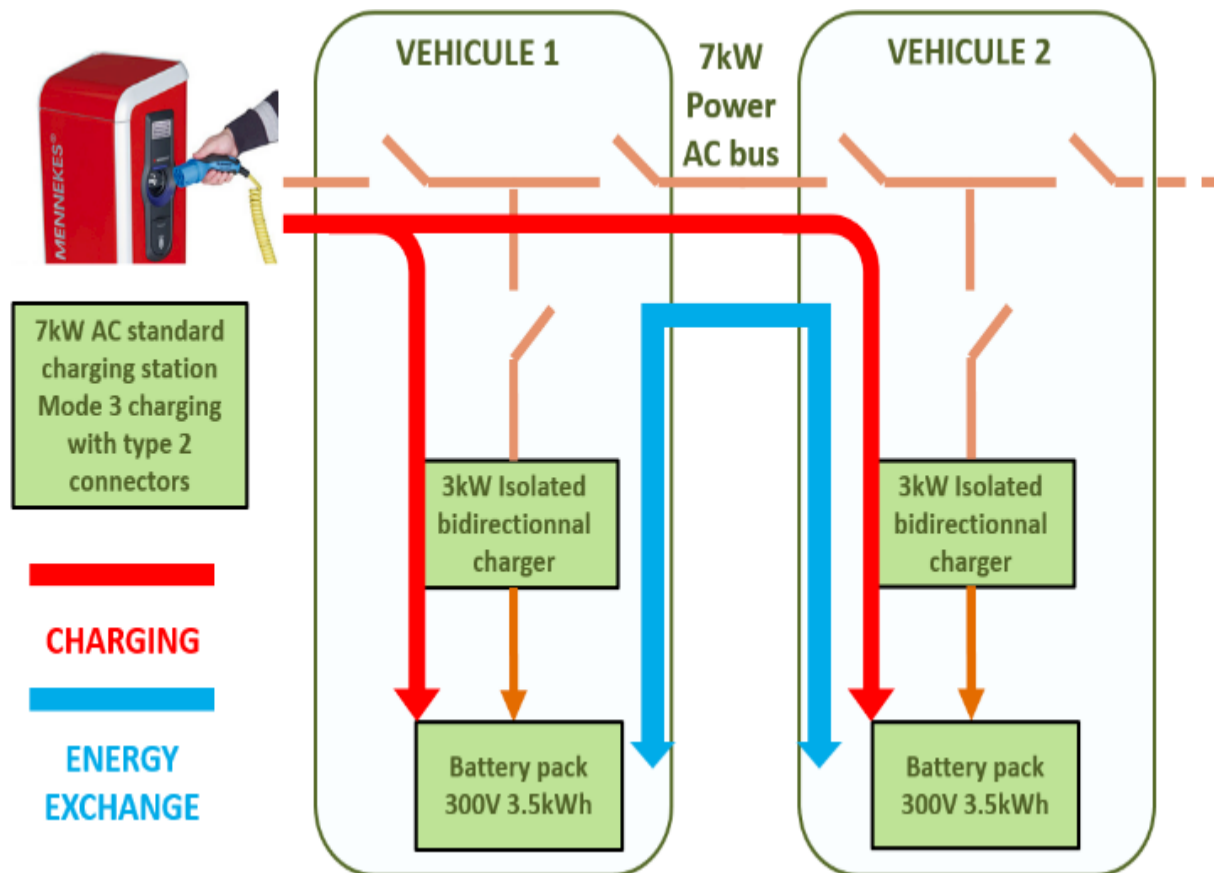 VEHICULE 1
7kW
Power
AC bus
VEHICULE 2
MENNEKES®
7kW AC standard
charging station
Mode 3 charging
with type 2
connectors
3kW Isolated
bidirectionnal
charger
3kW Isolated
bidirectionnal
charger
CHARGING
ENERGY
EXCHANGE
Battery pack
300V 3.5kWh
Battery pack
300V 3.5kWh